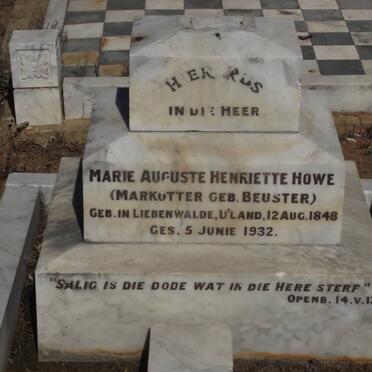 HIER RUS
IN DIE HEER
MARIE AUGUSTE HENRIETTE HOWE
(MARKÖTTER GEB. BEUSTER)
GEB. IN LIEBENWALDE, D'LAND, 12 AUG. 1848
GES. 5 JUNIE 1932.
"SALIG IS DIE DODE WAT IN DIE HERE STERF"
OPENB. 14. V. 13